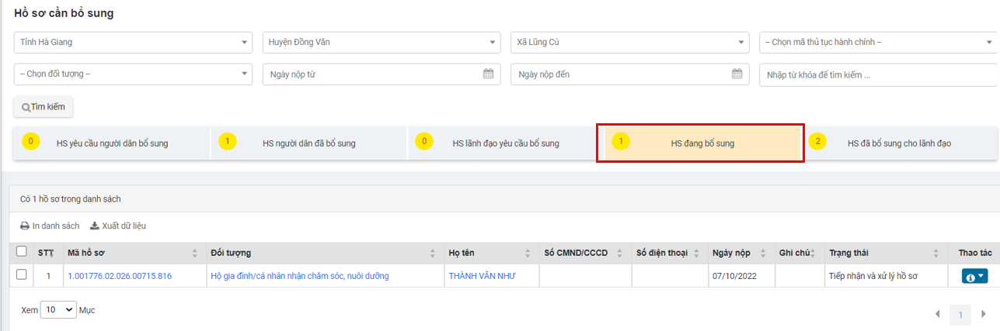 Hồ sơ cần bổ sung
Tỉnh Hà Giang Huyện Đồng Văn Xã Lũng Cú -- Chọn mã thủ tục hành chính --
-- Chọn đối tượng -- Ngày nộp từ Ngày nộp đến Nhập từ khóa để tìm kiếm ...
Tìm kiếm
0 HS yêu cầu người dân bổ sung 1 HS người dân đã bổ sung 0 HS lãnh đạo yêu cầu bổ sung 1 HS đang bổ sung 2 HS đã bổ sung cho lãnh đạo
Có 1 hồ sơ trong danh sách
In danh sách Xuất dữ liệu
STT Mã hồ sơ Đối tượng Họ tên Số CMND/CCCD Số điện thoại Ngày nộp Ghi chú Trạng thái Thao tác
1 1.001776.02.026.00715.816 Hộ gia đình/cá nhân nhận chăm sóc, nuôi dưỡng THÀNH VĂN NHƯ 07/10/2022 Tiếp nhận và xử lý hồ sơ
Xem 10 Mục 1